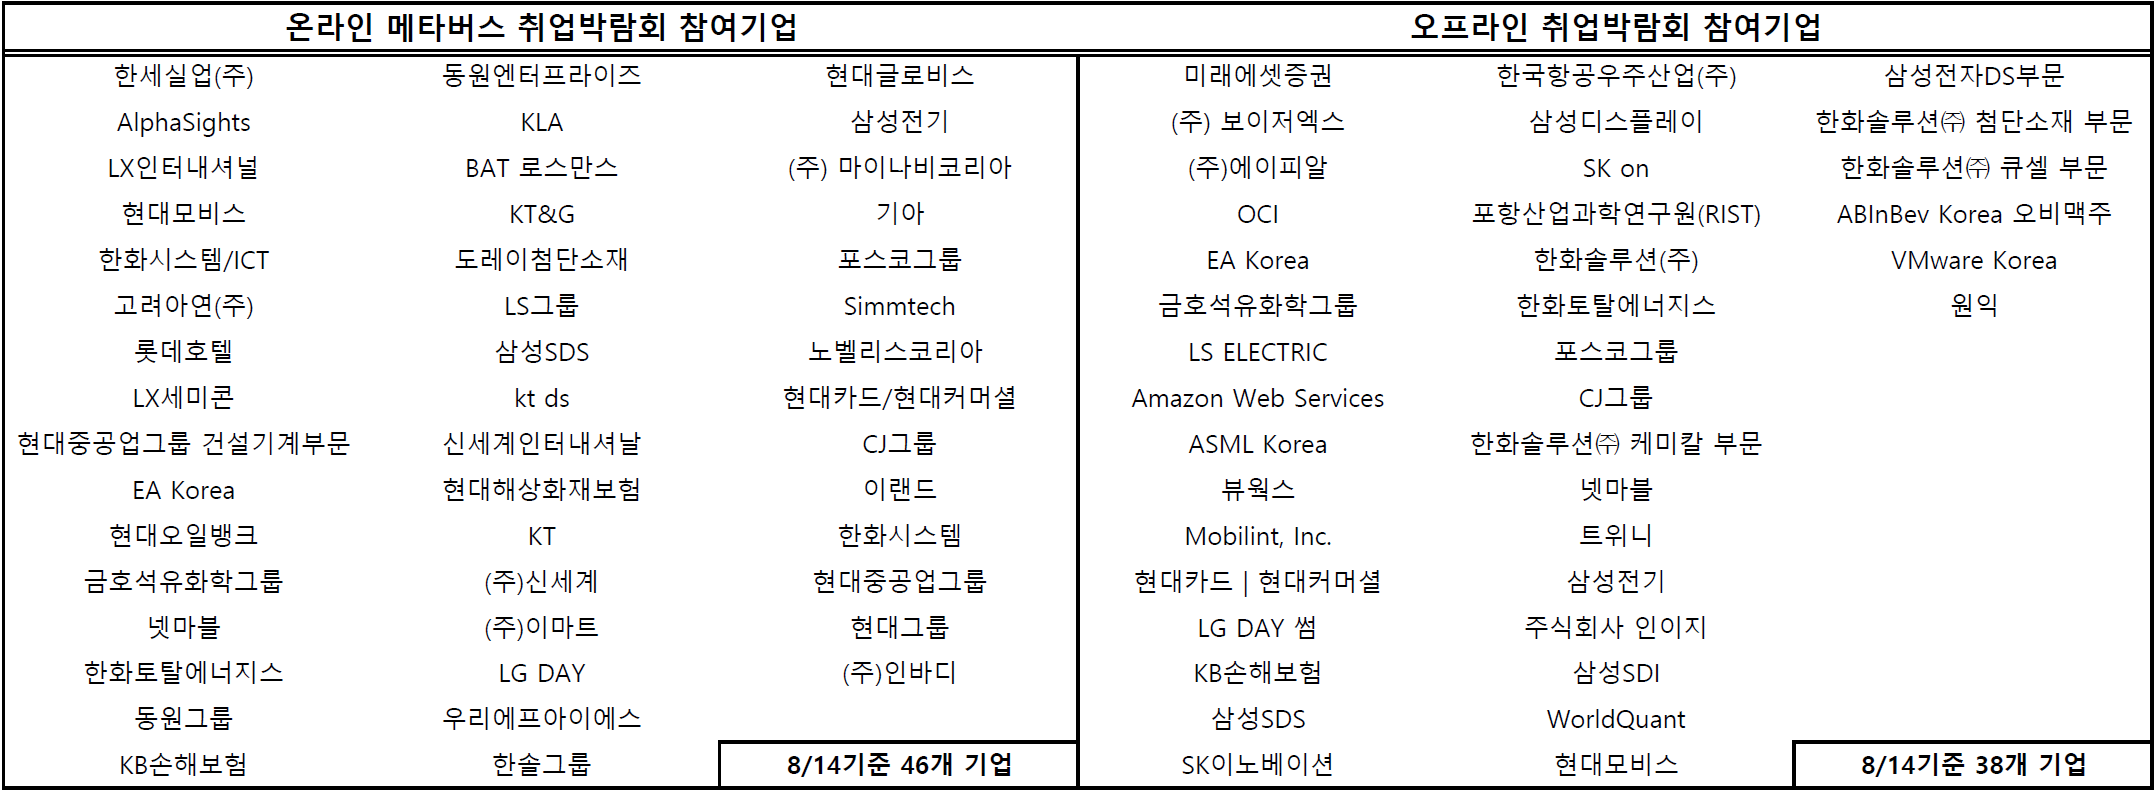 온라인 메타버스 취업박람회 참여기업 오프라인 취업박람회 참여기업
한세실업(주) 동원엔터프라이즈 현대글로비스 미래에셋증권 한국항공우주산업(주) 삼성전자DS부문
AlphaSights KLA 삼성전기 (주) 보이저엑스 삼성디스플레이 한화솔루션㈜ 첨단소재 부문
LX인터내셔널 BAT 로스만스 (주) 마이나비코리아 (주)에이피알 SK on 한화솔루션㈜ 큐셀 부문
현대모비스 KT&G 기아 OCI 포항산업과학연구원(RIST) ABInBev Korea 오비맥주
한화시스템/ICT 도레이첨단소재 포스코그룹 EA Korea 한화솔루션(주) VMware Korea
고려아연(주) LS그룹 Simmtech 금호석유화학그룹 한화토탈에너지스 원익
롯데호텔 삼성SDS 노벨리스코리아 LS ELECTRIC 포스코그룹
LX세미콘 kt ds 현대카드/현대커머셜 Amazon Web Services CJ그룹
현대중공업그룹 건설기계부문 신세계인터내셔날 CJ그룹 ASML Korea 한화솔루션㈜ 케미칼 부문
EA Korea 현대해상화재보험 이랜드 뷰웍스 넷마블
현대오일뱅크 KT 한화시스템 Mobilint, Inc. 트위니
금호석유화학그룹 (주)신세계 현대중공업그룹 현대카드 | 현대커머셜 삼성전기
넷마블 (주)이마트 현대그룹 LG DAY 썸 주식회사 인이지
한화토탈에너지스 LG DAY (주)인바디 KB손해보험 삼성SDI
동원그룹 우리에프아이에스 삼성SDS WorldQuant
KB손해보험 한솔그룹 8/14기준 46개 기업 SK이노베이션 현대모비스 8/14기준 38개 기업